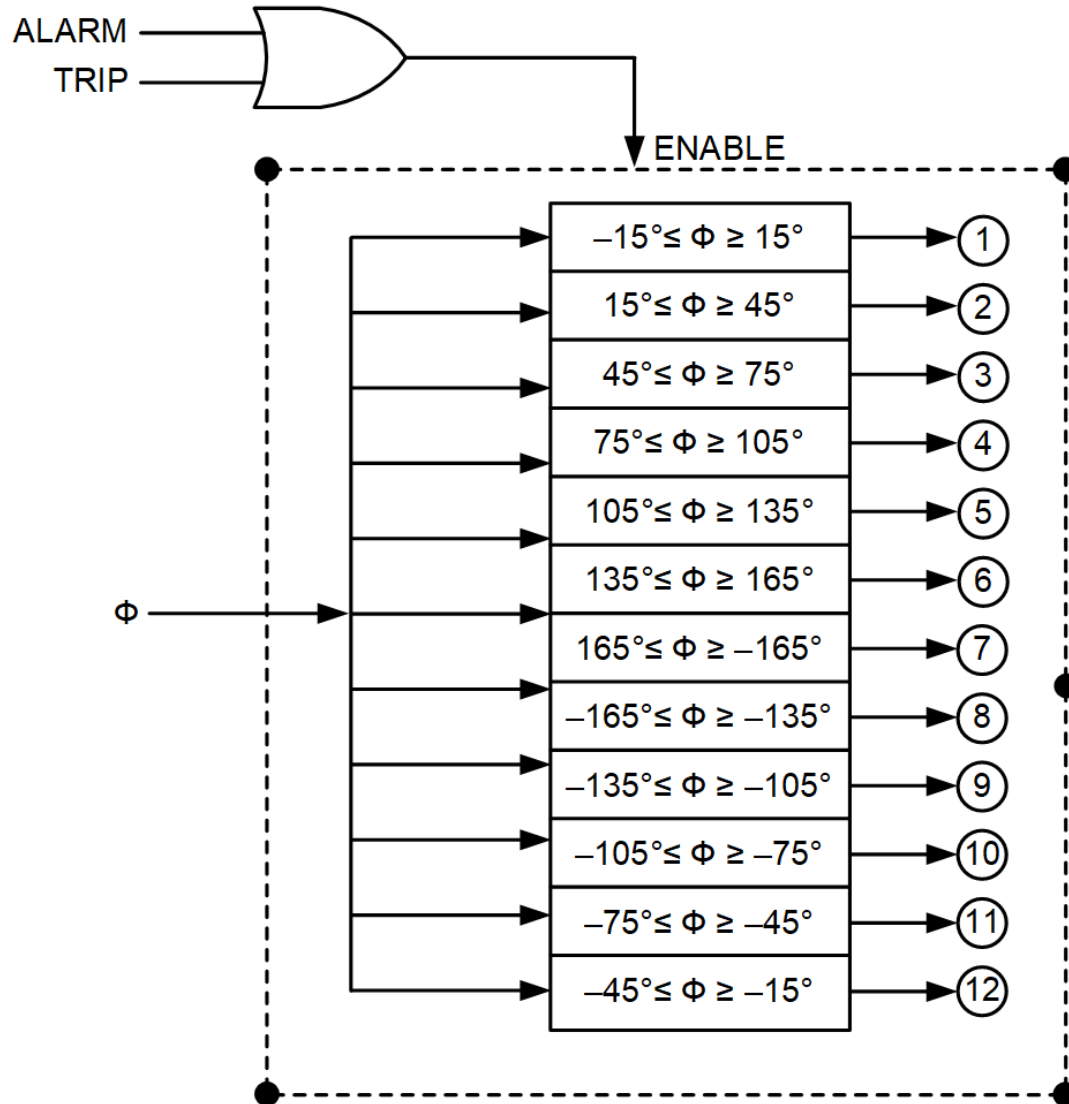 ALARM
TRIP
ENABLE
–15°≤ Φ ≥ 15°
1
15°≤ Φ ≥ 45°
2
45°≤ Φ ≥ 75°
3
75°≤ Φ ≥ 105°
4
105°≤ Φ ≥ 135°
5
135°≤ Φ ≥ 165°
6
Φ
165°≤ Φ ≥ –165°
7
–165°≤ Φ ≥ –135°
8
–135°≤ Φ ≥ –105°
9
–105°≤ Φ ≥ –75°
10
–75°≤ Φ ≥ –45°
11
–45°≤ Φ ≥ –15°
12